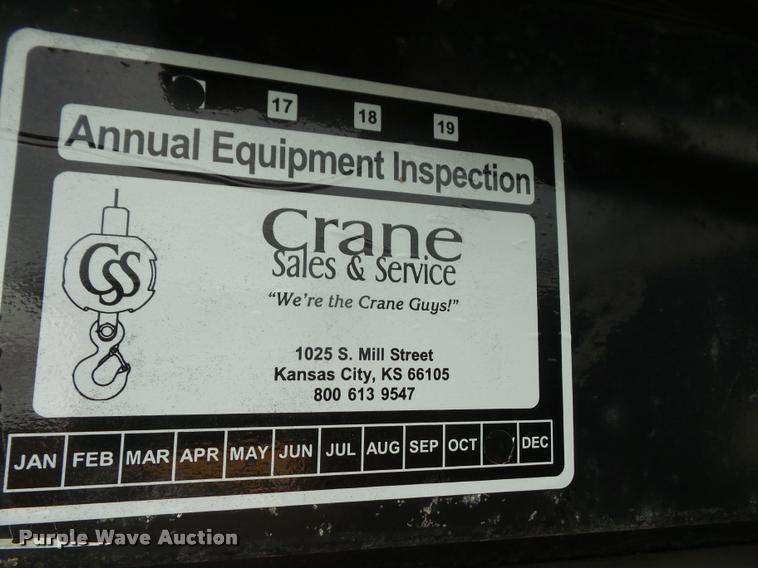 17 18 19
Annual Equipment Inspection
CSS
Crane
Sales & Service
"We're the Crane Guys!"
1025 S. Mill Street
Kansas City, KS 66105
800 613 9547
JAN FEB MAR APR MAY JUN JUL AUG SEP OCT DEC
Purple Wave Auction